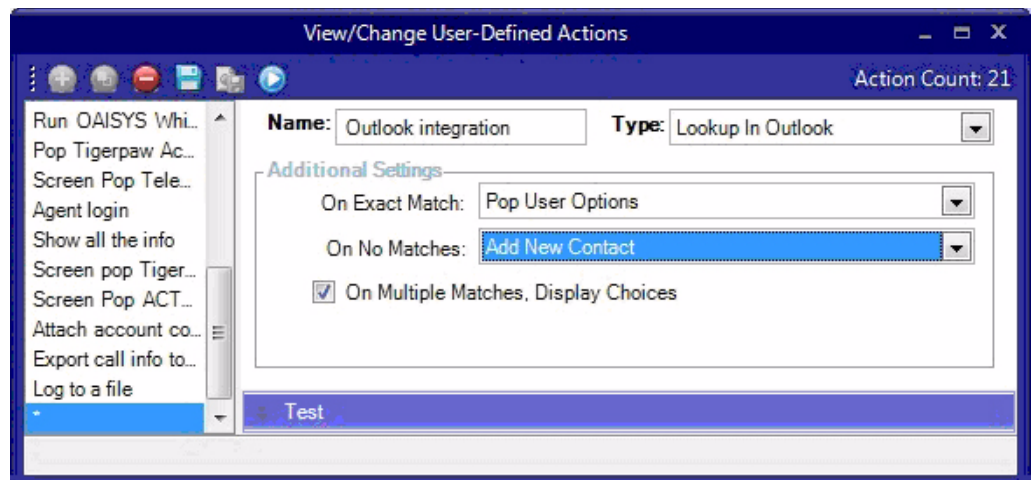 View/Change User-Defined Actions
Action Count: 21
Run OAISYS Whi...
Pop Tigerpaw Ac...
Screen Pop Tele...
Agent login
Show all the info
Screen pop Tiger...
Screen Pop ACT...
Attach account co...
Export call info to...
Log to a file
*
Name: Outlook integration Type: Lookup In Outlook
Additional Settings
On Exact Match: Pop User Options
On No Matches: Add New Contact
On Multiple Matches, Display Choices
Test